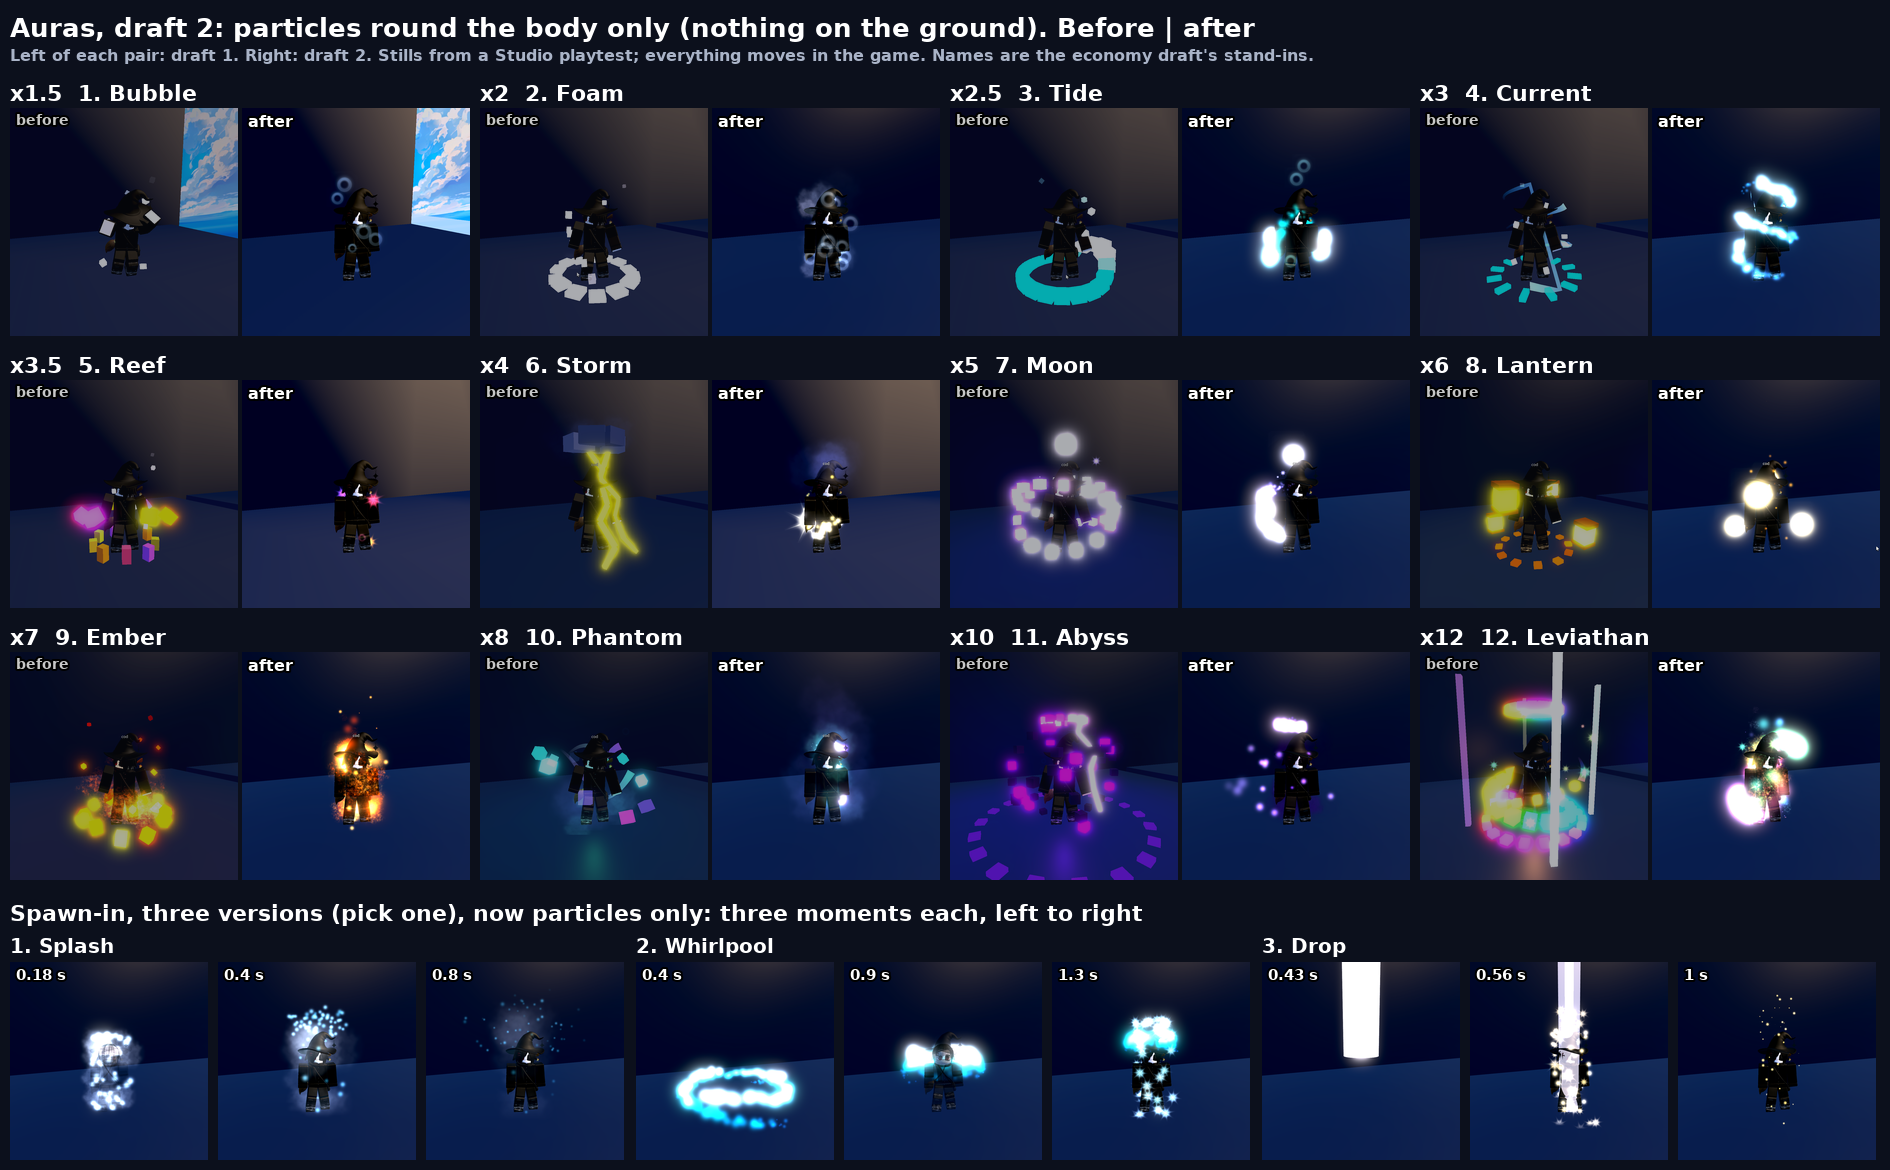 Auras, draft 2: particles round the body only (nothing on the ground). Before | after
Left of each pair: draft 1. Right: draft 2. Stills from a Studio playtest; everything moves in the game. Names are the economy draft's stand-ins.
x1.5 1. Bubble
x2 2. Foam
x2.5 3. Tide
x3 4. Current
before
after
before
after
before
after
before
after
x3.5 5. Reef
x4 6. Storm
x5 7. Moon
x6 8. Lantern
before
after
before
after
before
after
before
after
x7 9. Ember
x8 10. Phantom
x10 11. Abyss
x12 12. Leviathan
before
after
before
after
before
after
before
after
Spawn-in, three versions (pick one), now particles only: three moments each, left to right
1. Splash
2. Whirlpool
3. Drop
0.18 s
0.4 s
0.8 s
0.4 s
0.9 s
1.3 s
0.43 s
0.56 s
1 s